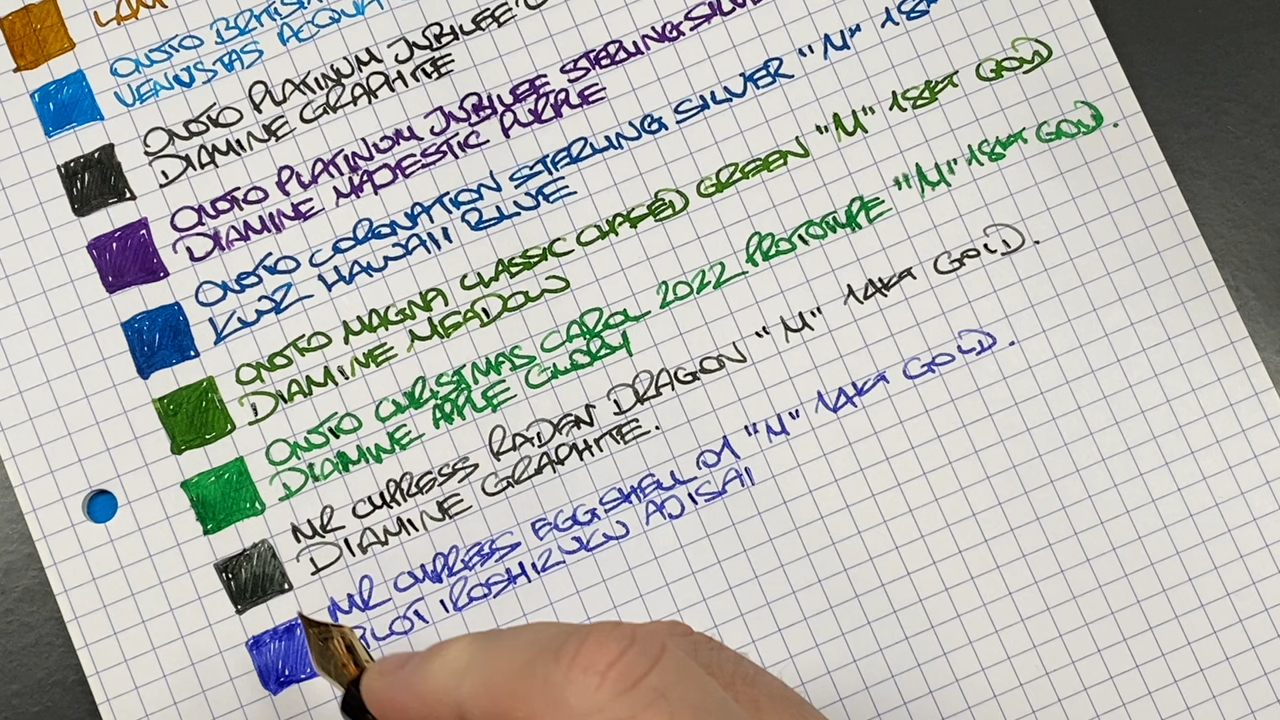 ONOTO
VENUSTAS ACQUA
ONOTO PLATINUM JUBILEE
DIAMINE GRAPHITE
ONOTO PLATINUM JUBILEE STERLING SILVER
DIAMINE MAJESTIC PURPLE
ONOTO CORONATION STERLING SILVER "M" 18KT
KWZ HAWAII BLUE
ONOTO MAGNA CLASSIC CHASED GREEN "M" 18KT GOLD
DIAMINE MEADOW
ONOTO CHRISTMAS CAROL 2022 PROTOTYPE "M" 18KT GOLD.
DIAMINE APPLE GLORY
MR CYPRESS RADEN DRAGON "M" 14KT GOLD.
DIAMINE GRAPHITE.
MR CYPRESS EGGSHELL 01 "M" 14KT GOLD.
PILOT IROSHIZUKU AJISAI